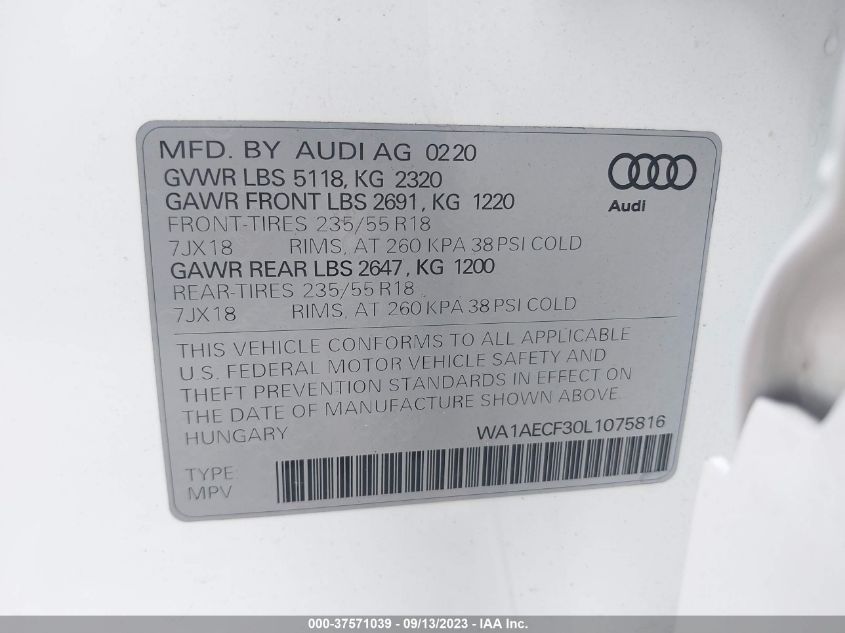 MFD. BY AUDI AG 0220
GVWR LBS 5118, KG 2320
GAWR FRONT LBS 2691, KG 1220
FRONT-TIRES 235/55 R18
7JX18 RIMS, AT 260 KPA 38 PSI COLD
GAWR REAR LBS 2647, KG 1200
REAR-TIRES 235/55 R18
7JX18 RIMS, AT 260 KPA 38 PSI COLD
Audi
THIS VEHICLE CONFORMS TO ALL APPLICABLE
U.S. FEDERAL MOTOR VEHICLE SAFETY AND
THEFT PREVENTION STANDARDS IN EFFECT ON
THE DATE OF MANUFACTURE SHOWN ABOVE.
HUNGARY WA1AECF30L1075816
TYPE:
MPV
000-37571039 - 09/13/2023 - IAA Inc.